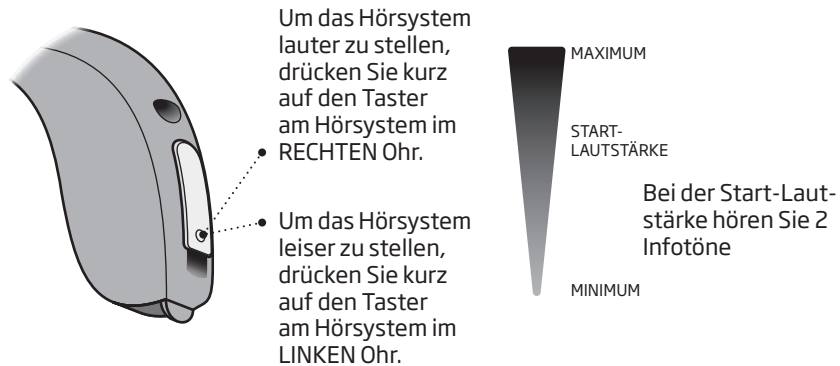 Um das Hörsystem
lauter zu stellen,
drücken Sie kurz
auf den Taster
am Hörsystem im
RECHTEN Ohr.
Um das Hörsystem
leiser zu stellen,
drücken Sie kurz
auf den Taster
am Hörsystem im
LINKEN Ohr.
MAXIMUM
START-
LAUTSTÄRKE
MINIMUM
Bei der Start-Laut-
stärke hören Sie 2
Infotöne